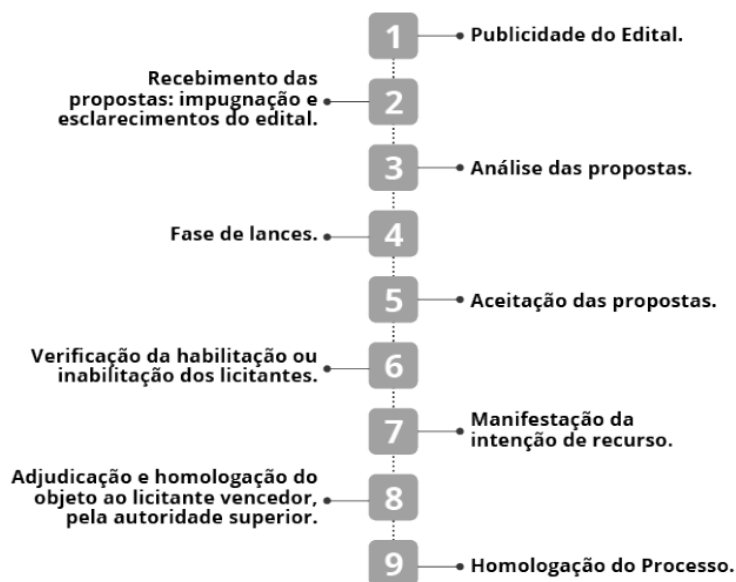 1
Publicidade do Edital.
Recebimento das
propostas: impugnação e
esclarecimentos do edital.
2
3
Análise das propostas.
Fase de lances.
4
5
Aceitação das propostas.
Verificação da habilitação ou
inabilitação dos licitantes.
6
7
Manifestação da
intenção de recurso.
Adjudicação e homologação do
objeto ao licitante vencedor,
pela autoridade superior.
8
9
Homologação do Processo.